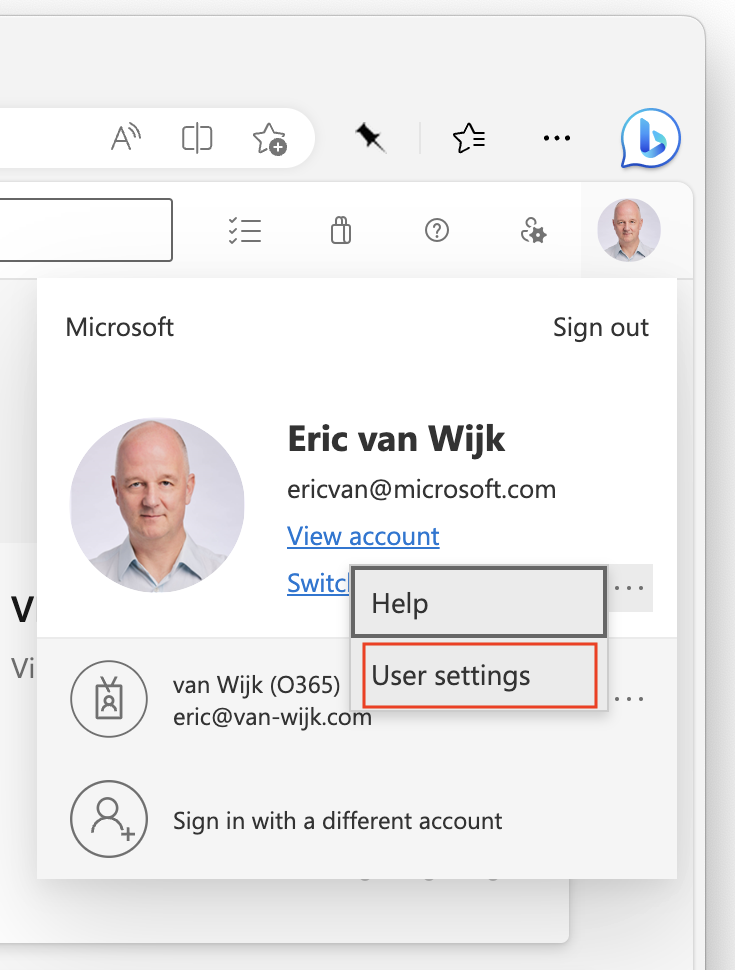 Microsoft
Sign out
Eric van Wijk
ericvan@microsoft.com
View account
Switch
Help
User settings
V
Vi
van Wijk (O365)
eric@van-wijk.com
Sign in with a different account